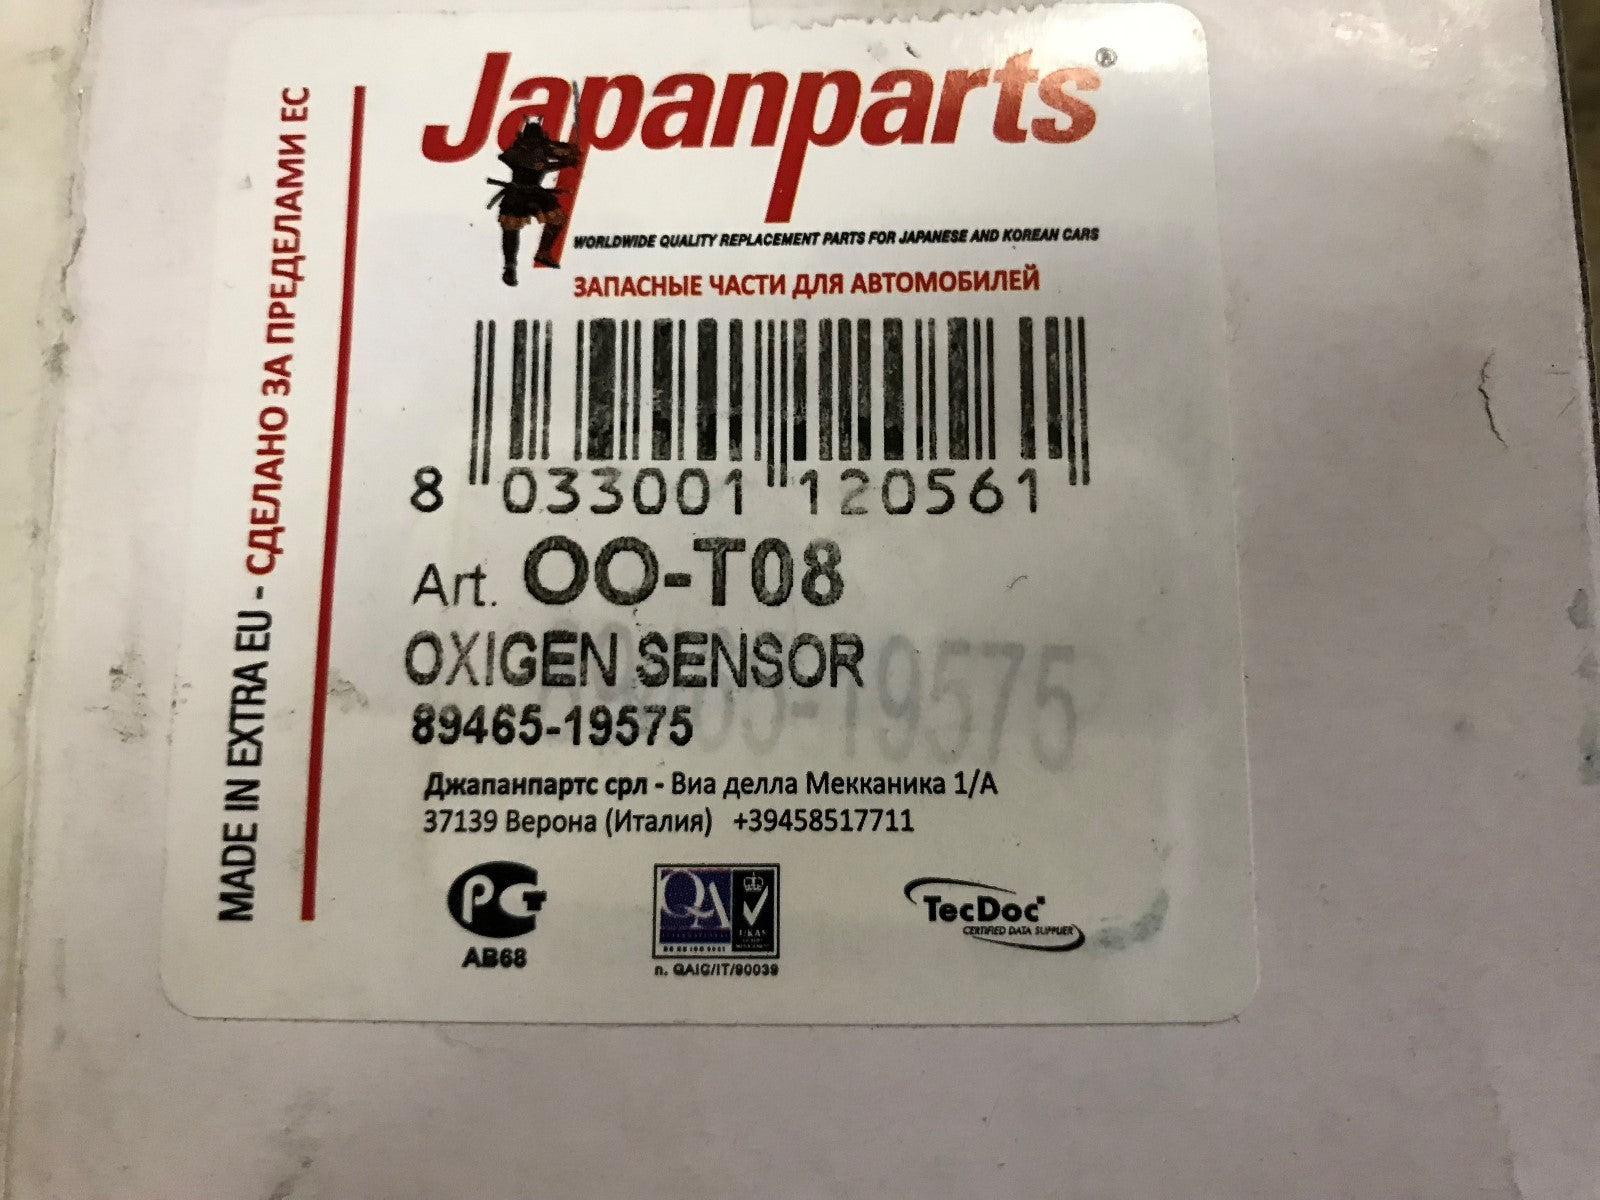 Japanparts®
WORLDWIDE QUALITY REPLACEMENT PARTS FOR JAPANESE AND KOREAN CARS
ЗАПАСНЫЕ ЧАСТИ ДЛЯ АВТОМОБИЛЕЙ
8 033001 120561
Art. OO-T08
OXIGEN SENSOR
89465-19575
Джапанпартс срл - Виа делла Мекканика 1/А
37139 Верона (Италия) +39458517711
MADE IN EXTRA EU - СДЕЛАНО ЗА ПРЕДЕЛАМИ ЕС
РСТ
АВ68
QA
UKAS
n. QAIC/IT/90039
TecDoc
CERTIFIED DATA SUPPLIER